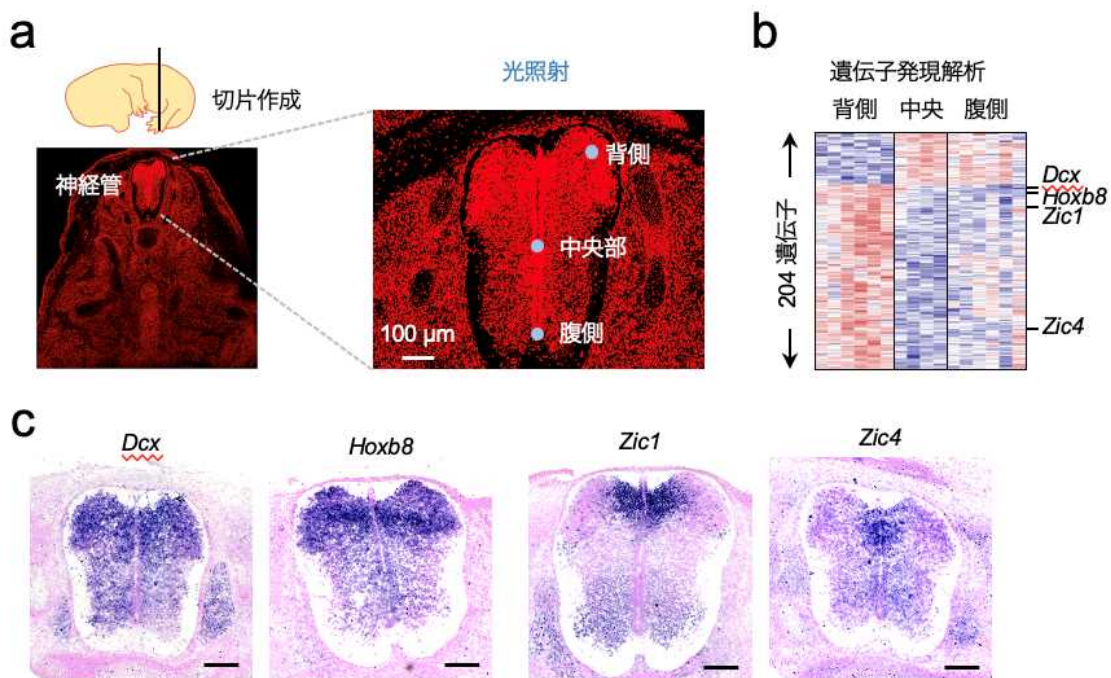 a
切片作成
神経管
光照射
背側
中央部
腹側
100 µm
b
遺伝子発現解析
背側 中央 腹側
204 遺伝子
Dcx
Hoxb8
Zic1
Zic4
c
Dcx
Hoxb8
Zic1
Zic4